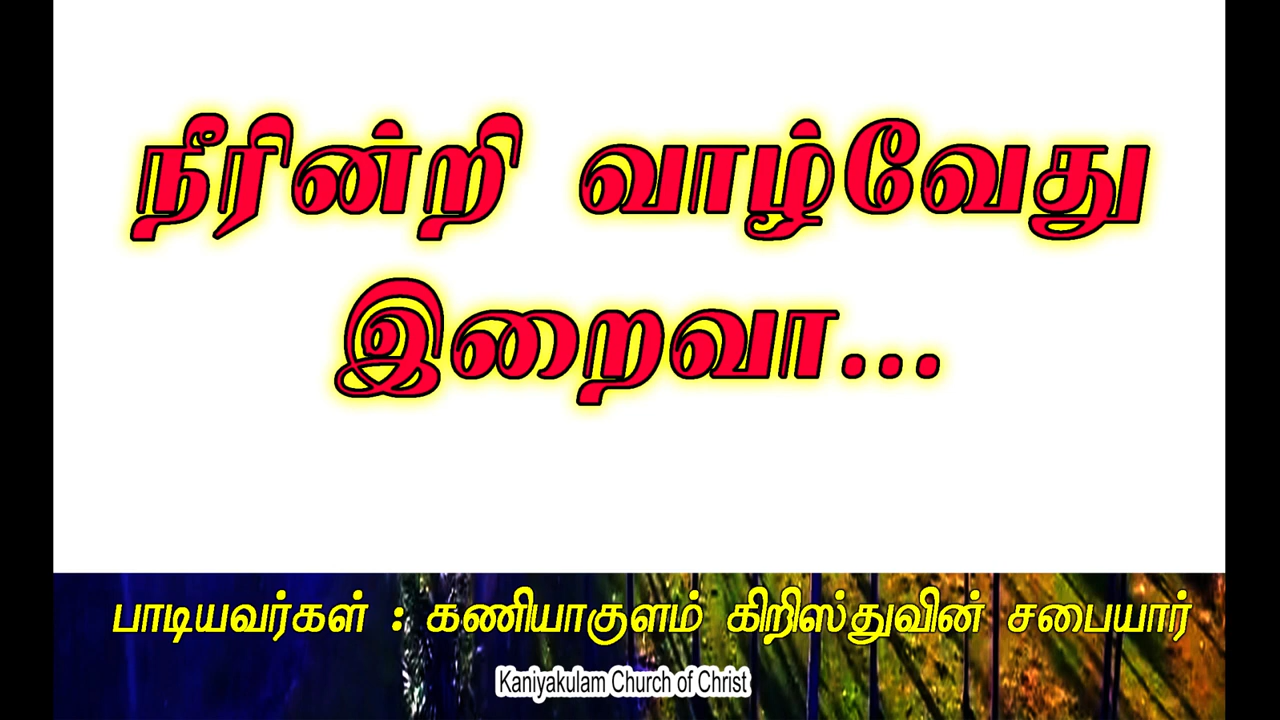 நீரின்றி வாழ்வேது
இறைவா...
பாடியவர்கள் : கணியாகுளம் கிறிஸ்துவின் சபையார்
Kaniyakulam Church of Christ